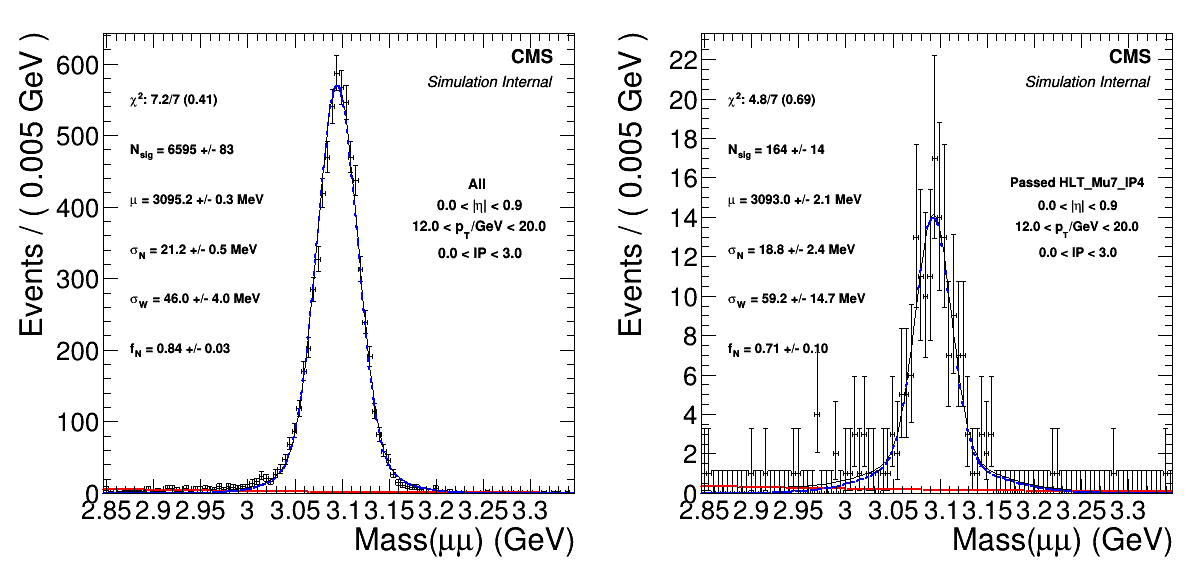 Events / ( 0.005 GeV )
600
500
400
300
200
100
0
CMS
Simulation Internal
χ²: 7.2/7 (0.41)
N_sig = 6595 +/- 83
μ = 3095.2 +/- 0.3 MeV
σ_N = 21.2 +/- 0.5 MeV
σ_W = 46.0 +/- 4.0 MeV
f_N = 0.84 +/- 0.03
All
0.0 < |η| < 0.9
12.0 < p_T/GeV < 20.0
0.0 < IP < 3.0
2.85 2.9 2.95 3 3.05 3.1 3.15 3.2 3.25 3.3
Mass(μμ) (GeV)
Events / ( 0.005 GeV )
22
20
18
16
14
12
10
8
6
4
2
0
CMS
Simulation Internal
χ²: 4.8/7 (0.69)
N_sig = 164 +/- 14
μ = 3093.0 +/- 2.1 MeV
σ_N = 18.8 +/- 2.4 MeV
σ_W = 59.2 +/- 14.7 MeV
f_N = 0.71 +/- 0.10
Passed HLT_Mu7_IP4
0.0 < |η| < 0.9
12.0 < p_T/GeV < 20.0
0.0 < IP < 3.0
2.85 2.9 2.95 3 3.05 3.1 3.15 3.2 3.25 3.3
Mass(μμ) (GeV)